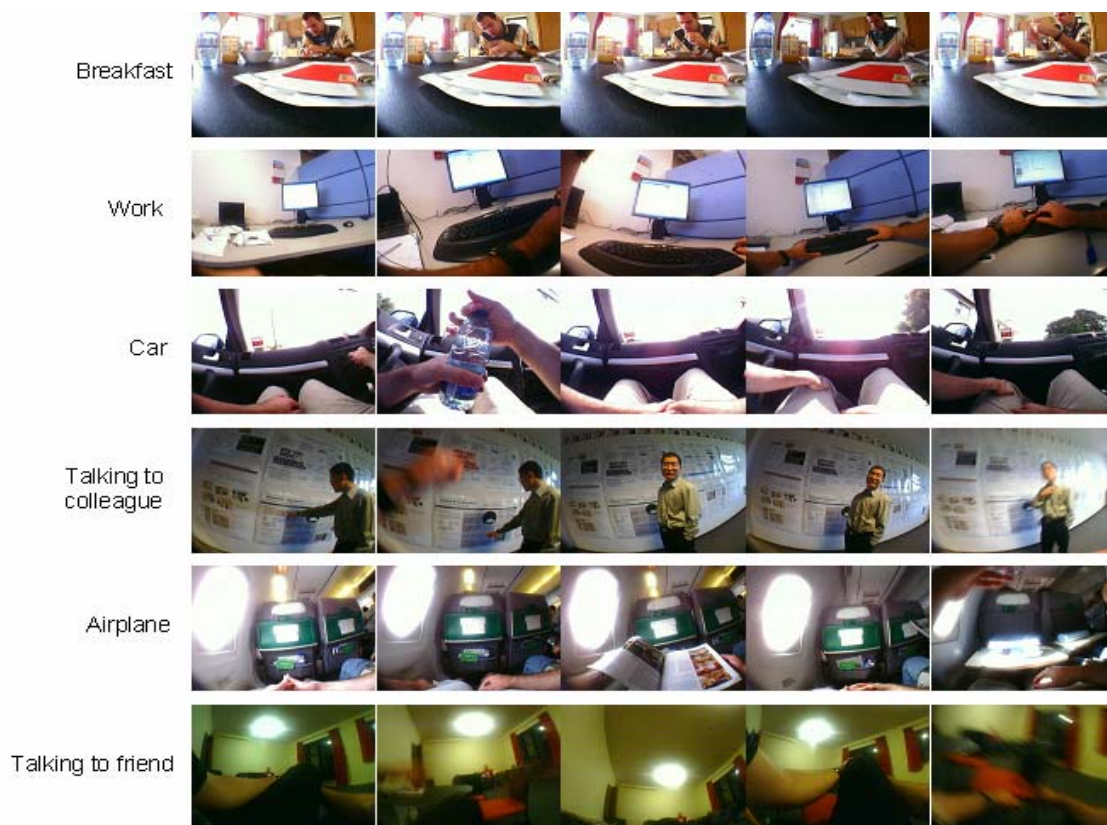 Breakfast
Work
Car
Talking to
colleague
Airplane
Talking to friend